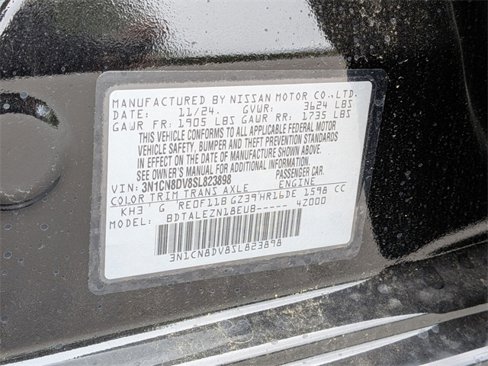 MANUFACTURED BY NISSAN MOTOR CO.,LTD.
DATE: 11/24. GVWR: 3624 LBS
GAWR FR: 1905 LBS GAWR RR: 1735 LBS
THIS VEHICLE CONFORMS TO ALL APPLICABLE FEDERAL MOTOR
VEHICLE SAFETY, BUMPER, AND THEFT PREVENTION STANDARDS
IN EFFECT ON THE DATE OF MANUFACTURE SHOWN ABOVE.
SEE OWNER'S MANUAL FOR ADDITIONAL INFORMATION.
VIN: 3N1CN8DV8SL823898 PASSENGER CAR.
COLOR TRIM TRANS AXLE ENGINE
KH3 G RE0F11B GZ39 HR16DE 1598 CC
MODEL: BDTALEZN18EUB----- 4Z000
3N1CN8DV8SL823898